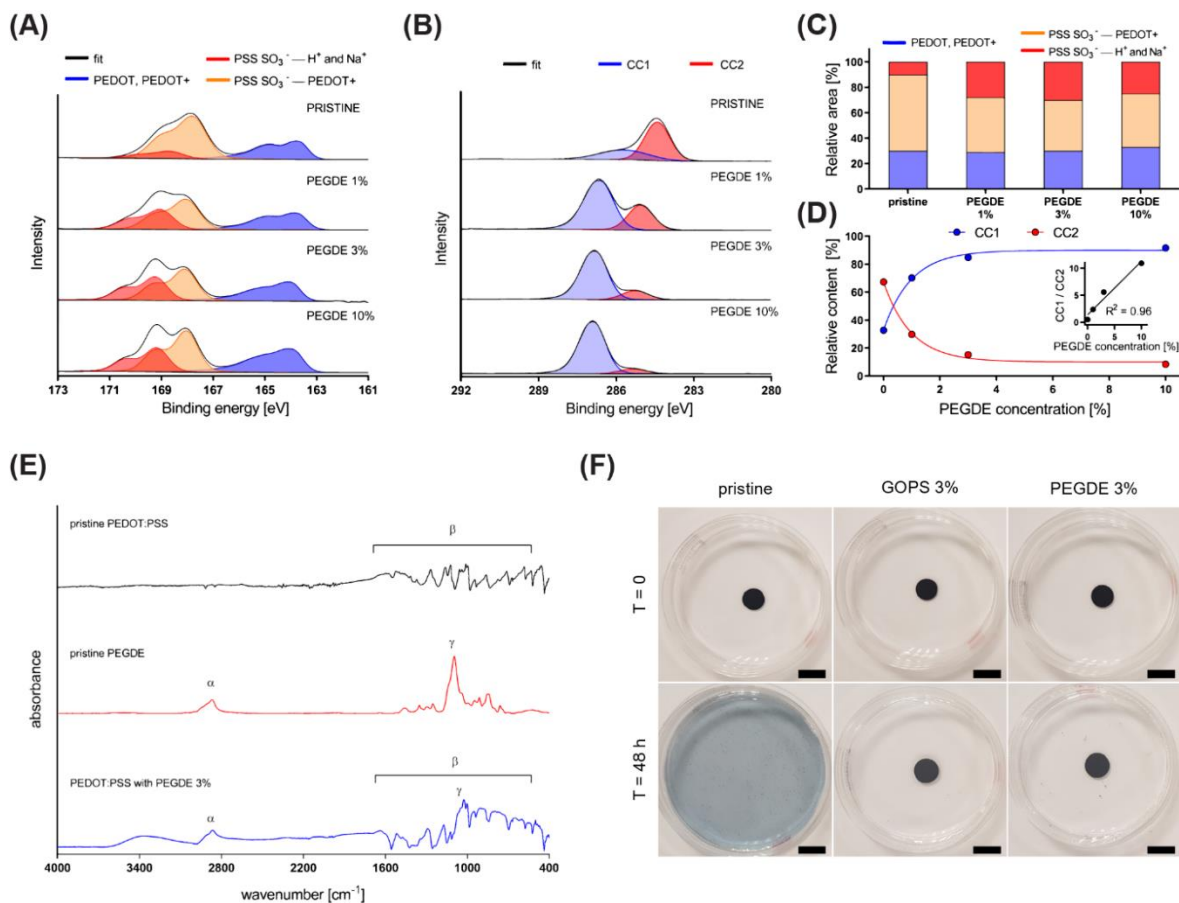 (A)
fit
PSS SO₃⁻ — H⁺ and Na⁺
PEDOT, PEDOT+
PSS SO₃⁻ — PEDOT+
PRISTINE
PEGDE 1%
PEGDE 3%
PEGDE 10%
Intensity
173 171 169 167 165 163 161
Binding energy [eV]
(B)
fit CC1 CC2
PRISTINE
PEGDE 1%
PEGDE 3%
PEGDE 10%
Intensity
292 289 286 283 280
Binding energy [eV]
(C)
PEDOT, PEDOT+
PSS SO₃⁻ — PEDOT+
PSS SO₃⁻ — H⁺ and Na⁺
Relative area [%]
100
80
60
40
20
0
pristine PEGDE 1% PEGDE 3% PEGDE 10%
(D)
CC1 CC2
Relative content [%]
100
80
60
40
20
0
0 2 4 6 8 10
PEGDE concentration [%]
CC1 / CC2
10
5
0
R² = 0.96
0 5 10
PEGDE concentration [%]
(E)
pristine PEDOT:PSS
β
pristine PEGDE
α
γ
PEDOT:PSS with PEGDE 3%
α
β
γ
absorbance
4000 3400 2800 2200 1600 1000 400
wavenumber [cm⁻¹]
(F)
pristine GOPS 3% PEGDE 3%
T = 0
T = 48 h